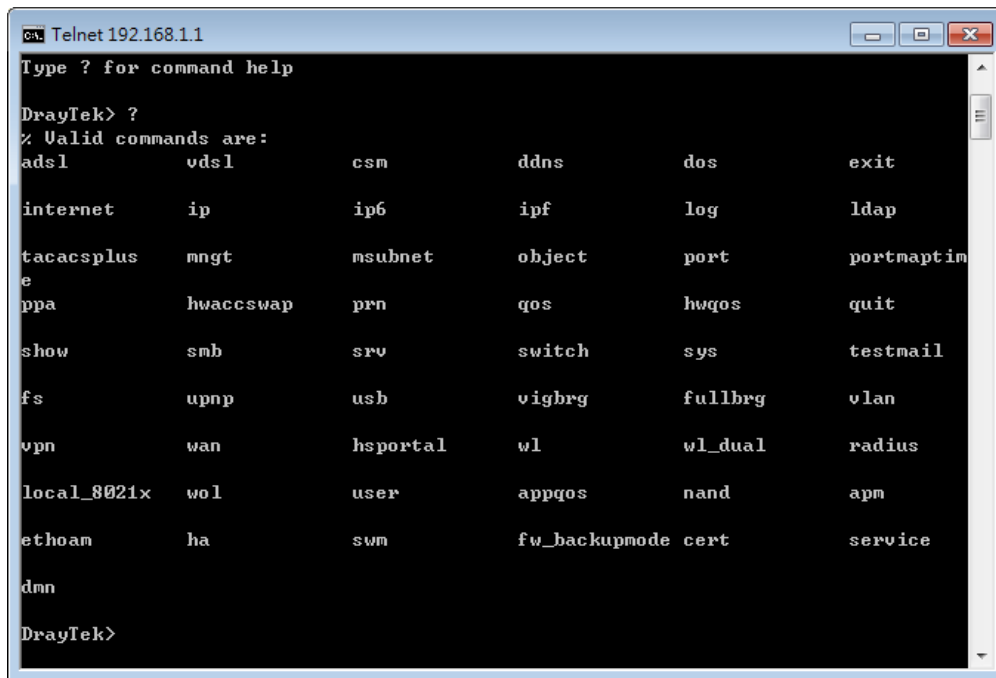 Telnet 192.168.1.1
Type ? for command help
DrayTek> ?
% Valid commands are:
adsl vdsl csm ddns dos exit
internet ip ip6 ipf log ldap
tacacsplus mngt msubnet object port portmaptim
e
ppa hwaccswap prn qos hwqos quit
show smb srv switch sys testmail
fs upnp usb vigbrg fullbrg vlan
vpn wan hsportal wl wl_dual radius
local_8021x wol user appqos nand apm
ethoam ha swm fw_backupmode cert service
dmn
DrayTek>